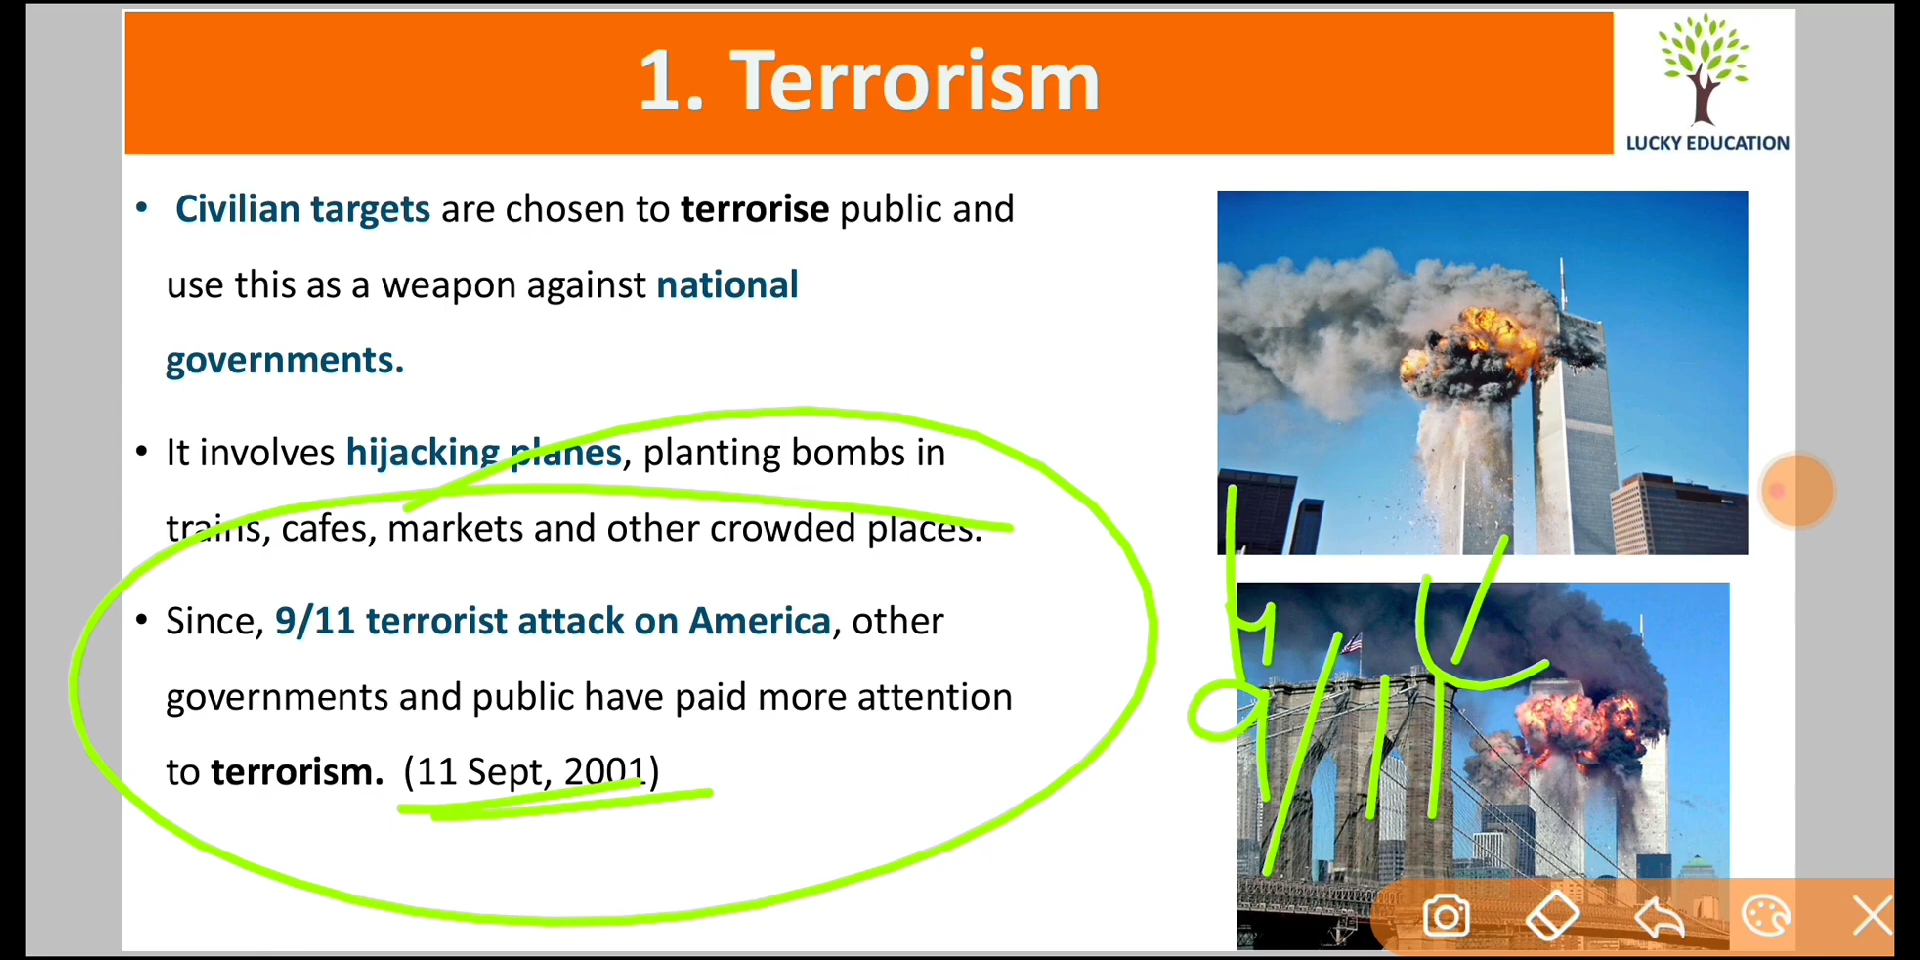 1. Terrorism
LUCKY EDUCATION
• Civilian targets are chosen to terrorise public and
use this as a weapon against national
governments.
• It involves hijacking planes, planting bombs in
trains, cafes, markets and other crowded places.
• Since, 9/11 terrorist attack on America, other
governments and public have paid more attention
to terrorism. (11 Sept, 2001)
9/11